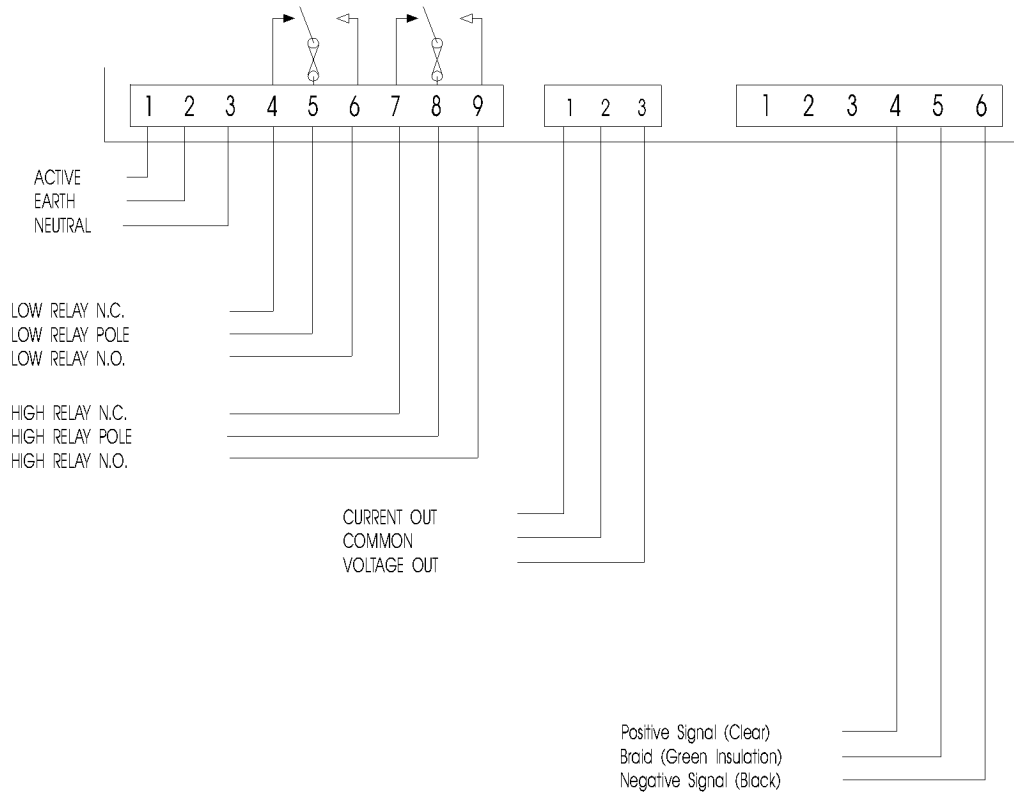 1 2 3 4 5 6 7 8 9
1 2 3
1 2 3 4 5 6
ACTIVE
EARTH
NEUTRAL
LOW RELAY N.C.
LOW RELAY POLE
LOW RELAY N.O.
HIGH RELAY N.C.
HIGH RELAY POLE
HIGH RELAY N.O.
CURRENT OUT
COMMON
VOLTAGE OUT
Positive Signal (Clear)
Braid (Green Insulation)
Negative Signal (Black)